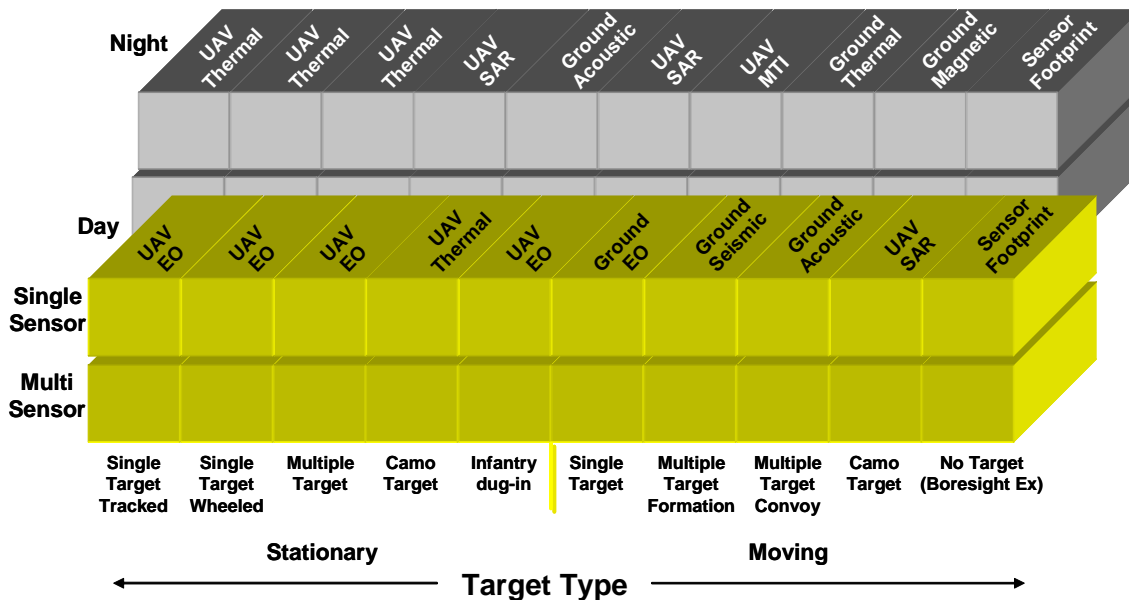 Night
UAV
Thermal
UAV
Thermal
UAV
Thermal
UAV
SAR
Ground
Acoustic
UAV
SAR
UAV
MTI
Ground
Thermal
Ground
Magnetic
Sensor
Footprint
Day
UAV
EO
UAV
EO
UAV
EO
UAV
Thermal
UAV
EO
Ground
EO
Ground
Seismic
Ground
Acoustic
UAV
SAR
Sensor
Footprint
Single
Sensor
Multi
Sensor
Single
Target
Tracked
Single
Target
Wheeled
Multiple
Target
Camo
Target
Infantry
dug-in
Single
Target
Multiple
Target
Formation
Multiple
Target
Convoy
Camo
Target
No Target
(Boresight Ex)
Stationary
Moving
Target Type